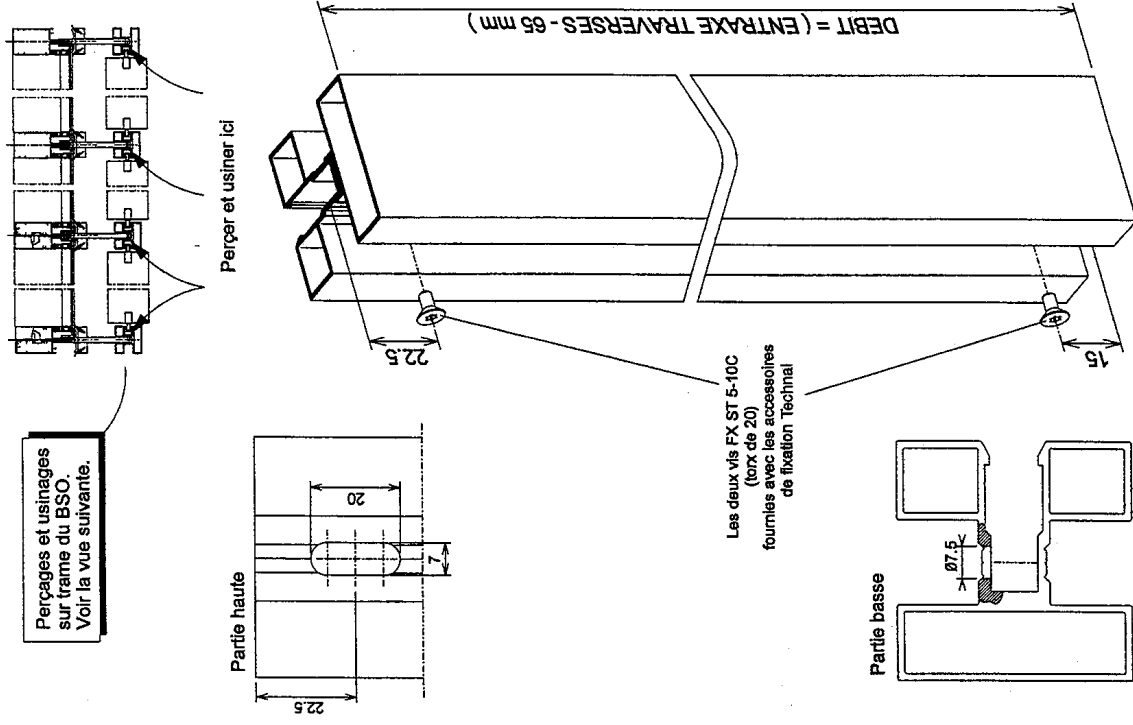 Perçages et usinages
sur trame du BSO.
Voir la vue suivante.
Perçer et usiner ici
Partie haute
22.5
20
7
22.5
DEBIT = ( ENTRAXE TRAVERSES - 65 mm )
Les deux vis FX ST 5-10C
(torx de 20)
fournies avec les accessoires
de fixation Technal
15
Partie basse
Ø7.5